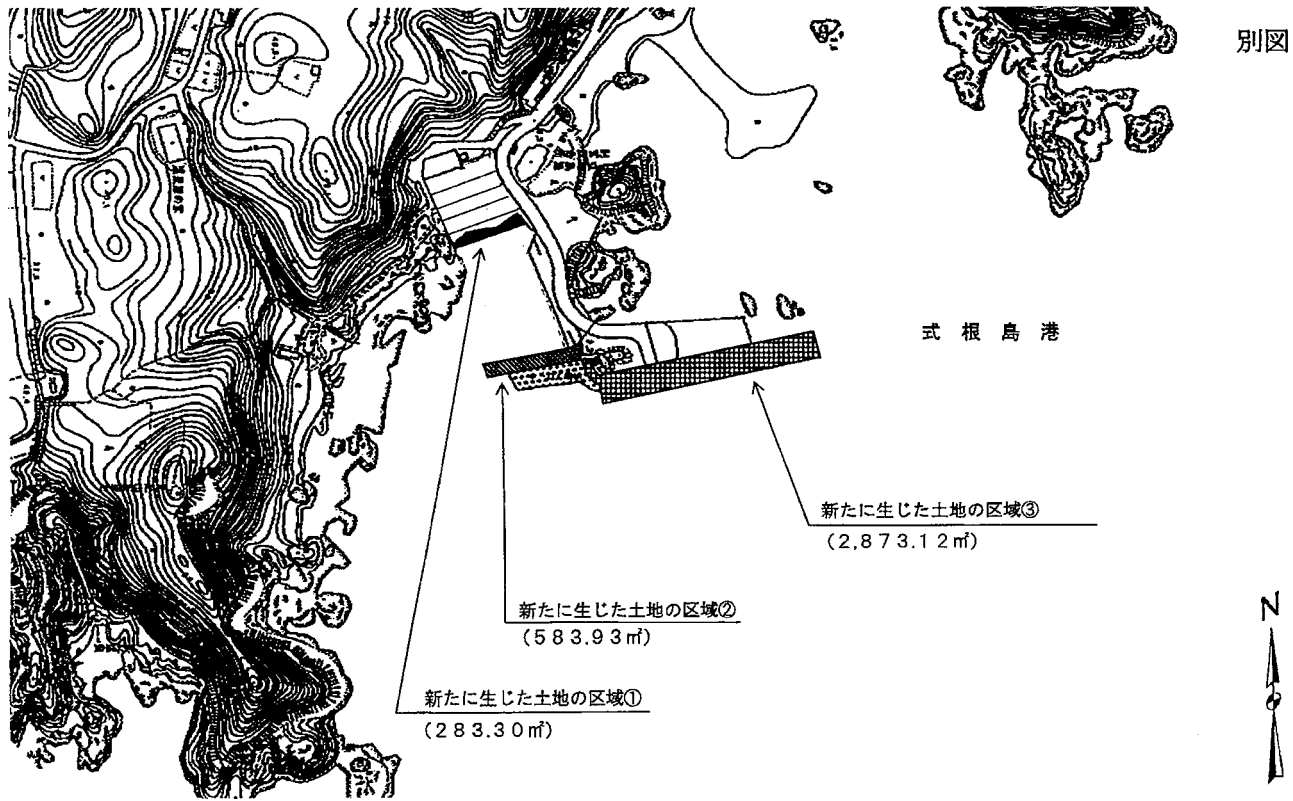 別図
式根島港
新たに生じた土地の区域③
(2,873.12㎡)
新たに生じた土地の区域②
(583.93㎡)
新たに生じた土地の区域①
(283.30㎡)
N